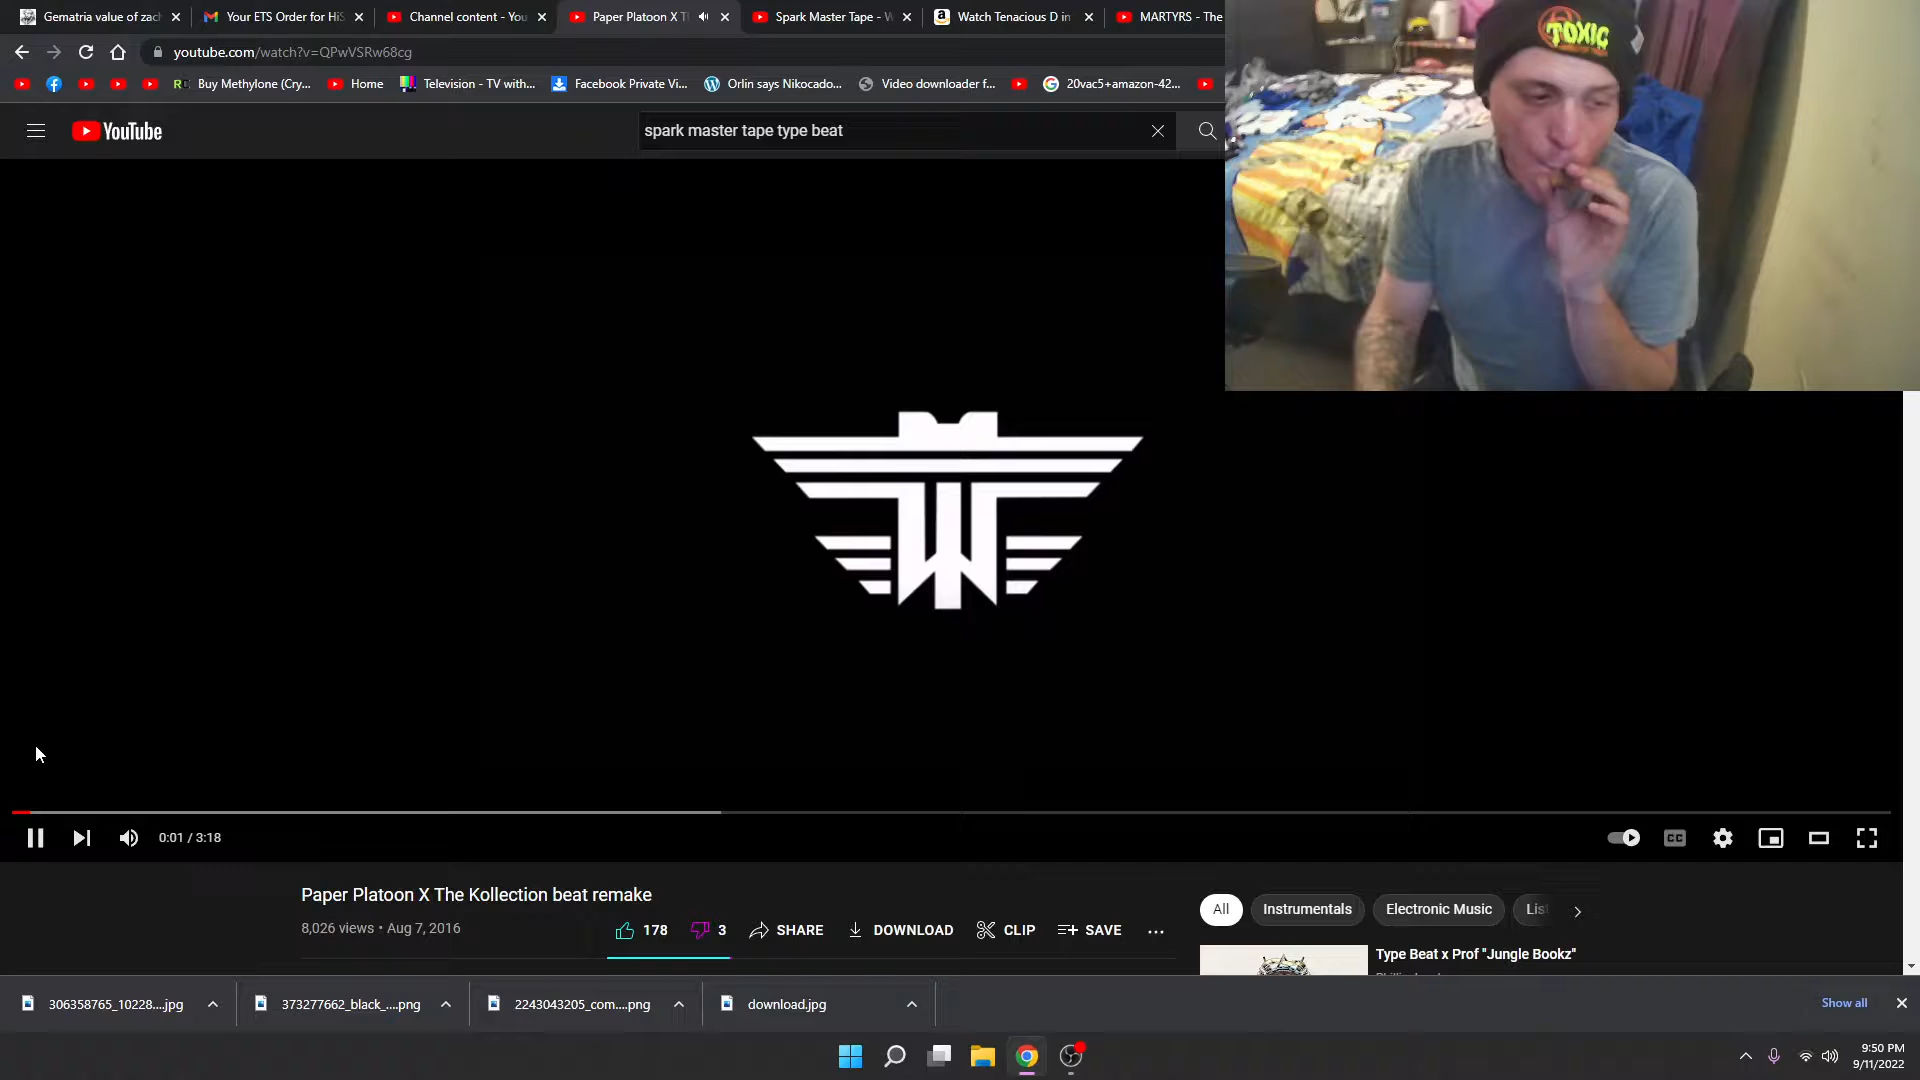 Gematria value of zac
Your ETS Order for HiS
Channel content - You
Paper Platoon X T
Spark Master Tape - W
Watch Tenacious D in
MARTYRS - The
youtube.com/watch?v=QPwVSRw68cg
Buy Methylone (Cry...
Home
Television - TV with...
Facebook Private Vi...
Orlin says Nikocado...
Video downloader f...
20vac5+amazon-42...
TOXIC
YouTube
spark master tape type beat
0:01 / 3:18
CC
Paper Platoon X The Kollection beat remake
8,026 views • Aug 7, 2016
178
3
SHARE
DOWNLOAD
CLIP
SAVE
All
Instrumentals
Electronic Music
Type Beat x Prof "Jungle Bookz"
306358765_10228....jpg
373277662_black_....png
2243043205_com....png
download.jpg
Show all
9:50 PM
9/11/2022